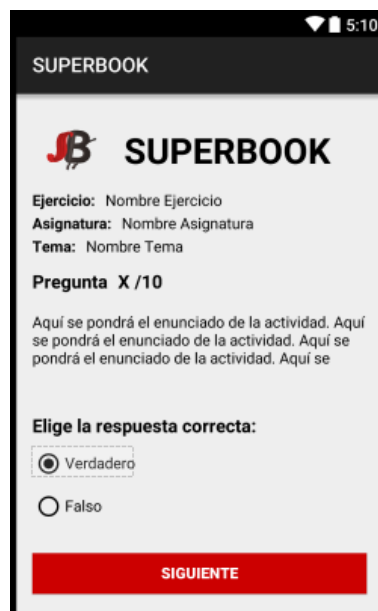 5:10
SUPERBOOK
SB SUPERBOOK
Ejercicio: Nombre Ejercicio
Asignatura: Nombre Asignatura
Tema: Nombre Tema
Pregunta X /10
Aquí se pondrá el enunciado de la actividad. Aquí
se pondrá el enunciado de la actividad. Aquí se
pondrá el enunciado de la actividad. Aquí se
Elige la respuesta correcta:
Verdadero
Falso
SIGUIENTE